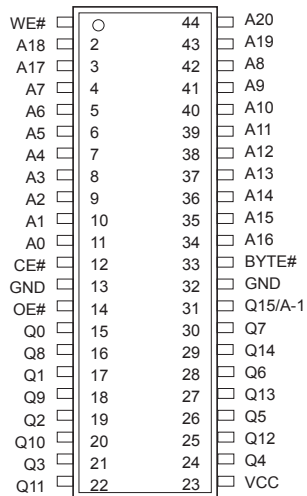 WE# 44 A20
A18 2 43 A19
A17 3 42 A8
A7 4 41 A9
A6 5 40 A10
A5 6 39 A11
A4 7 38 A12
A3 8 37 A13
A2 9 36 A14
A1 10 35 A15
A0 11 34 A16
CE# 12 33 BYTE#
GND 13 32 GND
OE# 14 31 Q15/A-1
Q0 15 30 Q7
Q8 16 29 Q14
Q1 17 28 Q6
Q9 18 27 Q13
Q2 19 26 Q5
Q10 20 25 Q12
Q3 21 24 Q4
Q11 22 23 VCC